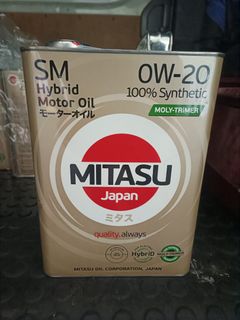 SM
Hybrid
Motor Oil
モーターオイル
0W-20
100% Synthetic
MOLY-TRiMER
MITASU
Japan
ミタス
quality.always
HybriD
MITASU OIL CORPORATION, JAPAN